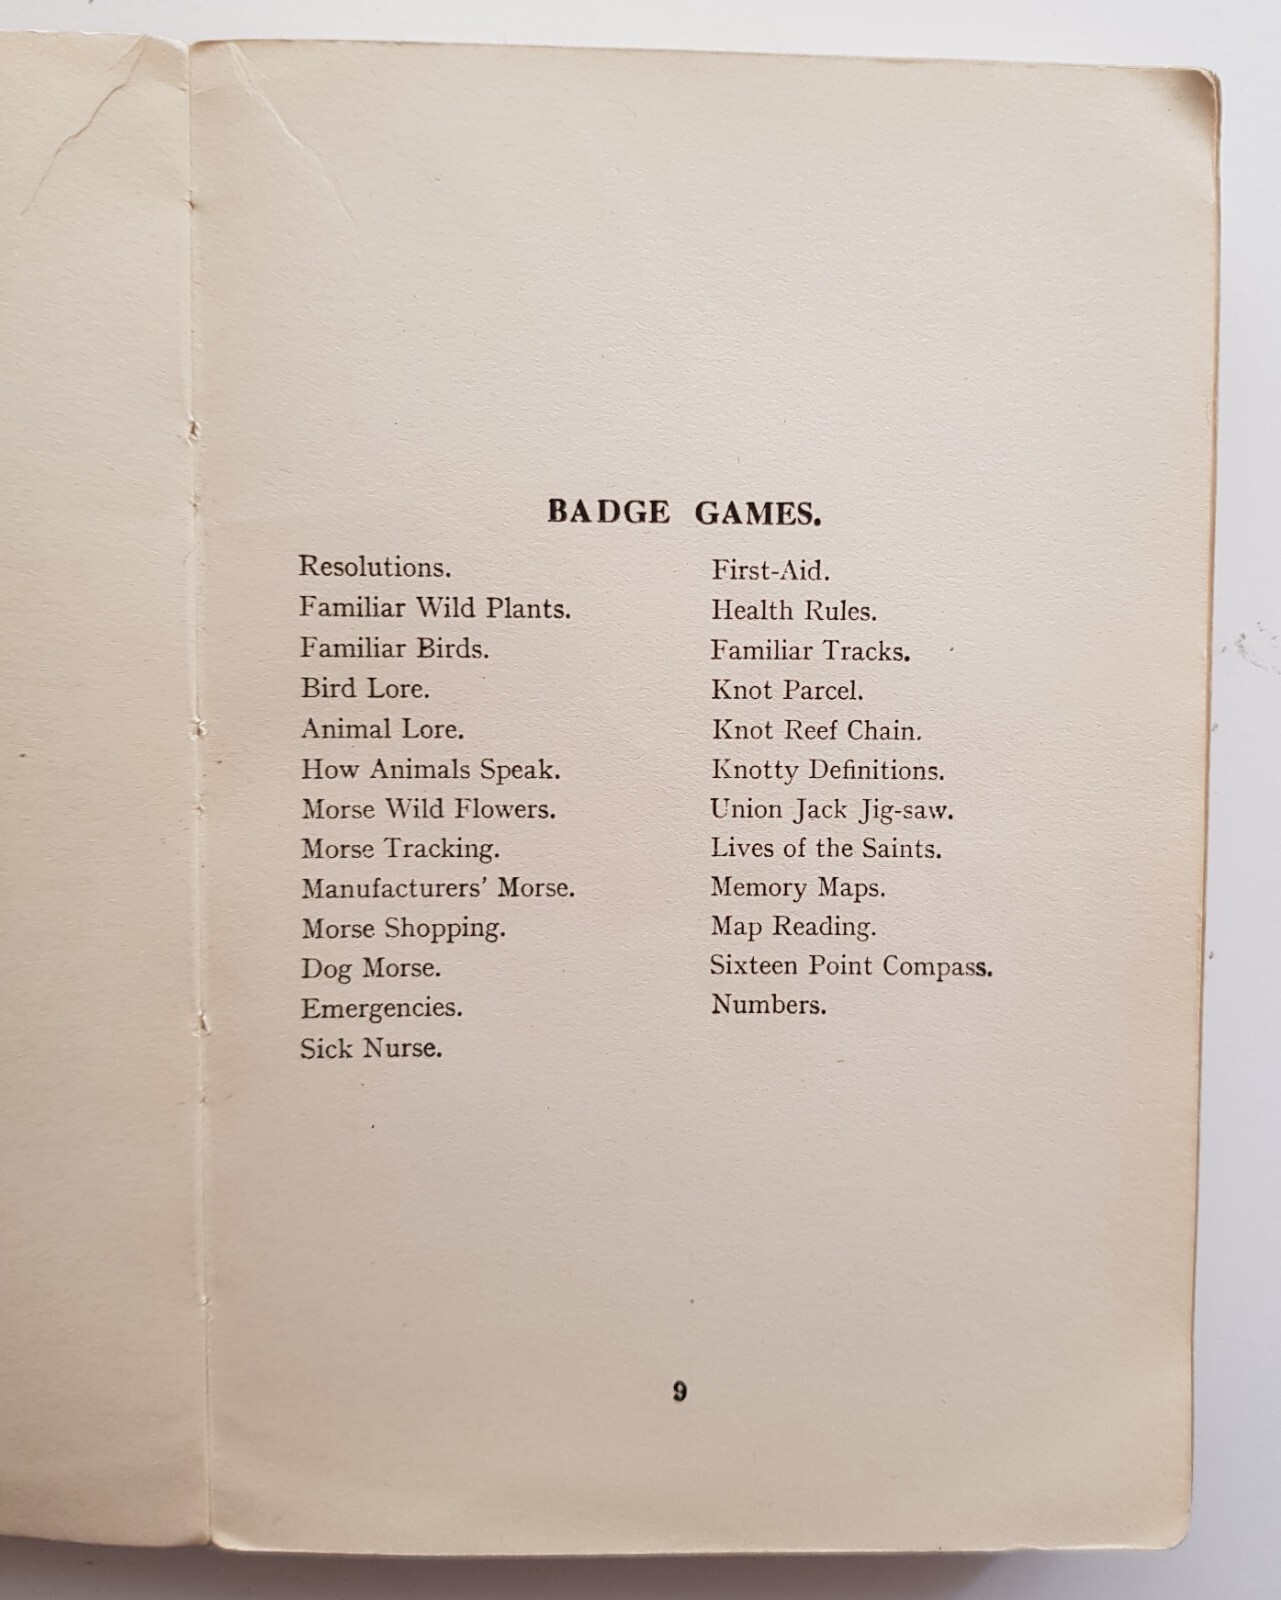 BADGE GAMES.
Resolutions.
Familiar Wild Plants.
Familiar Birds.
Bird Lore.
Animal Lore.
How Animals Speak.
Morse Wild Flowers.
Morse Tracking.
Manufacturers' Morse.
Morse Shopping.
Dog Morse.
Emergencies.
Sick Nurse.
First-Aid.
Health Rules.
Familiar Tracks.
Knot Parcel.
Knot Reef Chain.
Knotty Definitions.
Union Jack Jig-saw.
Lives of the Saints.
Memory Maps.
Map Reading.
Sixteen Point Compass.
Numbers.
9